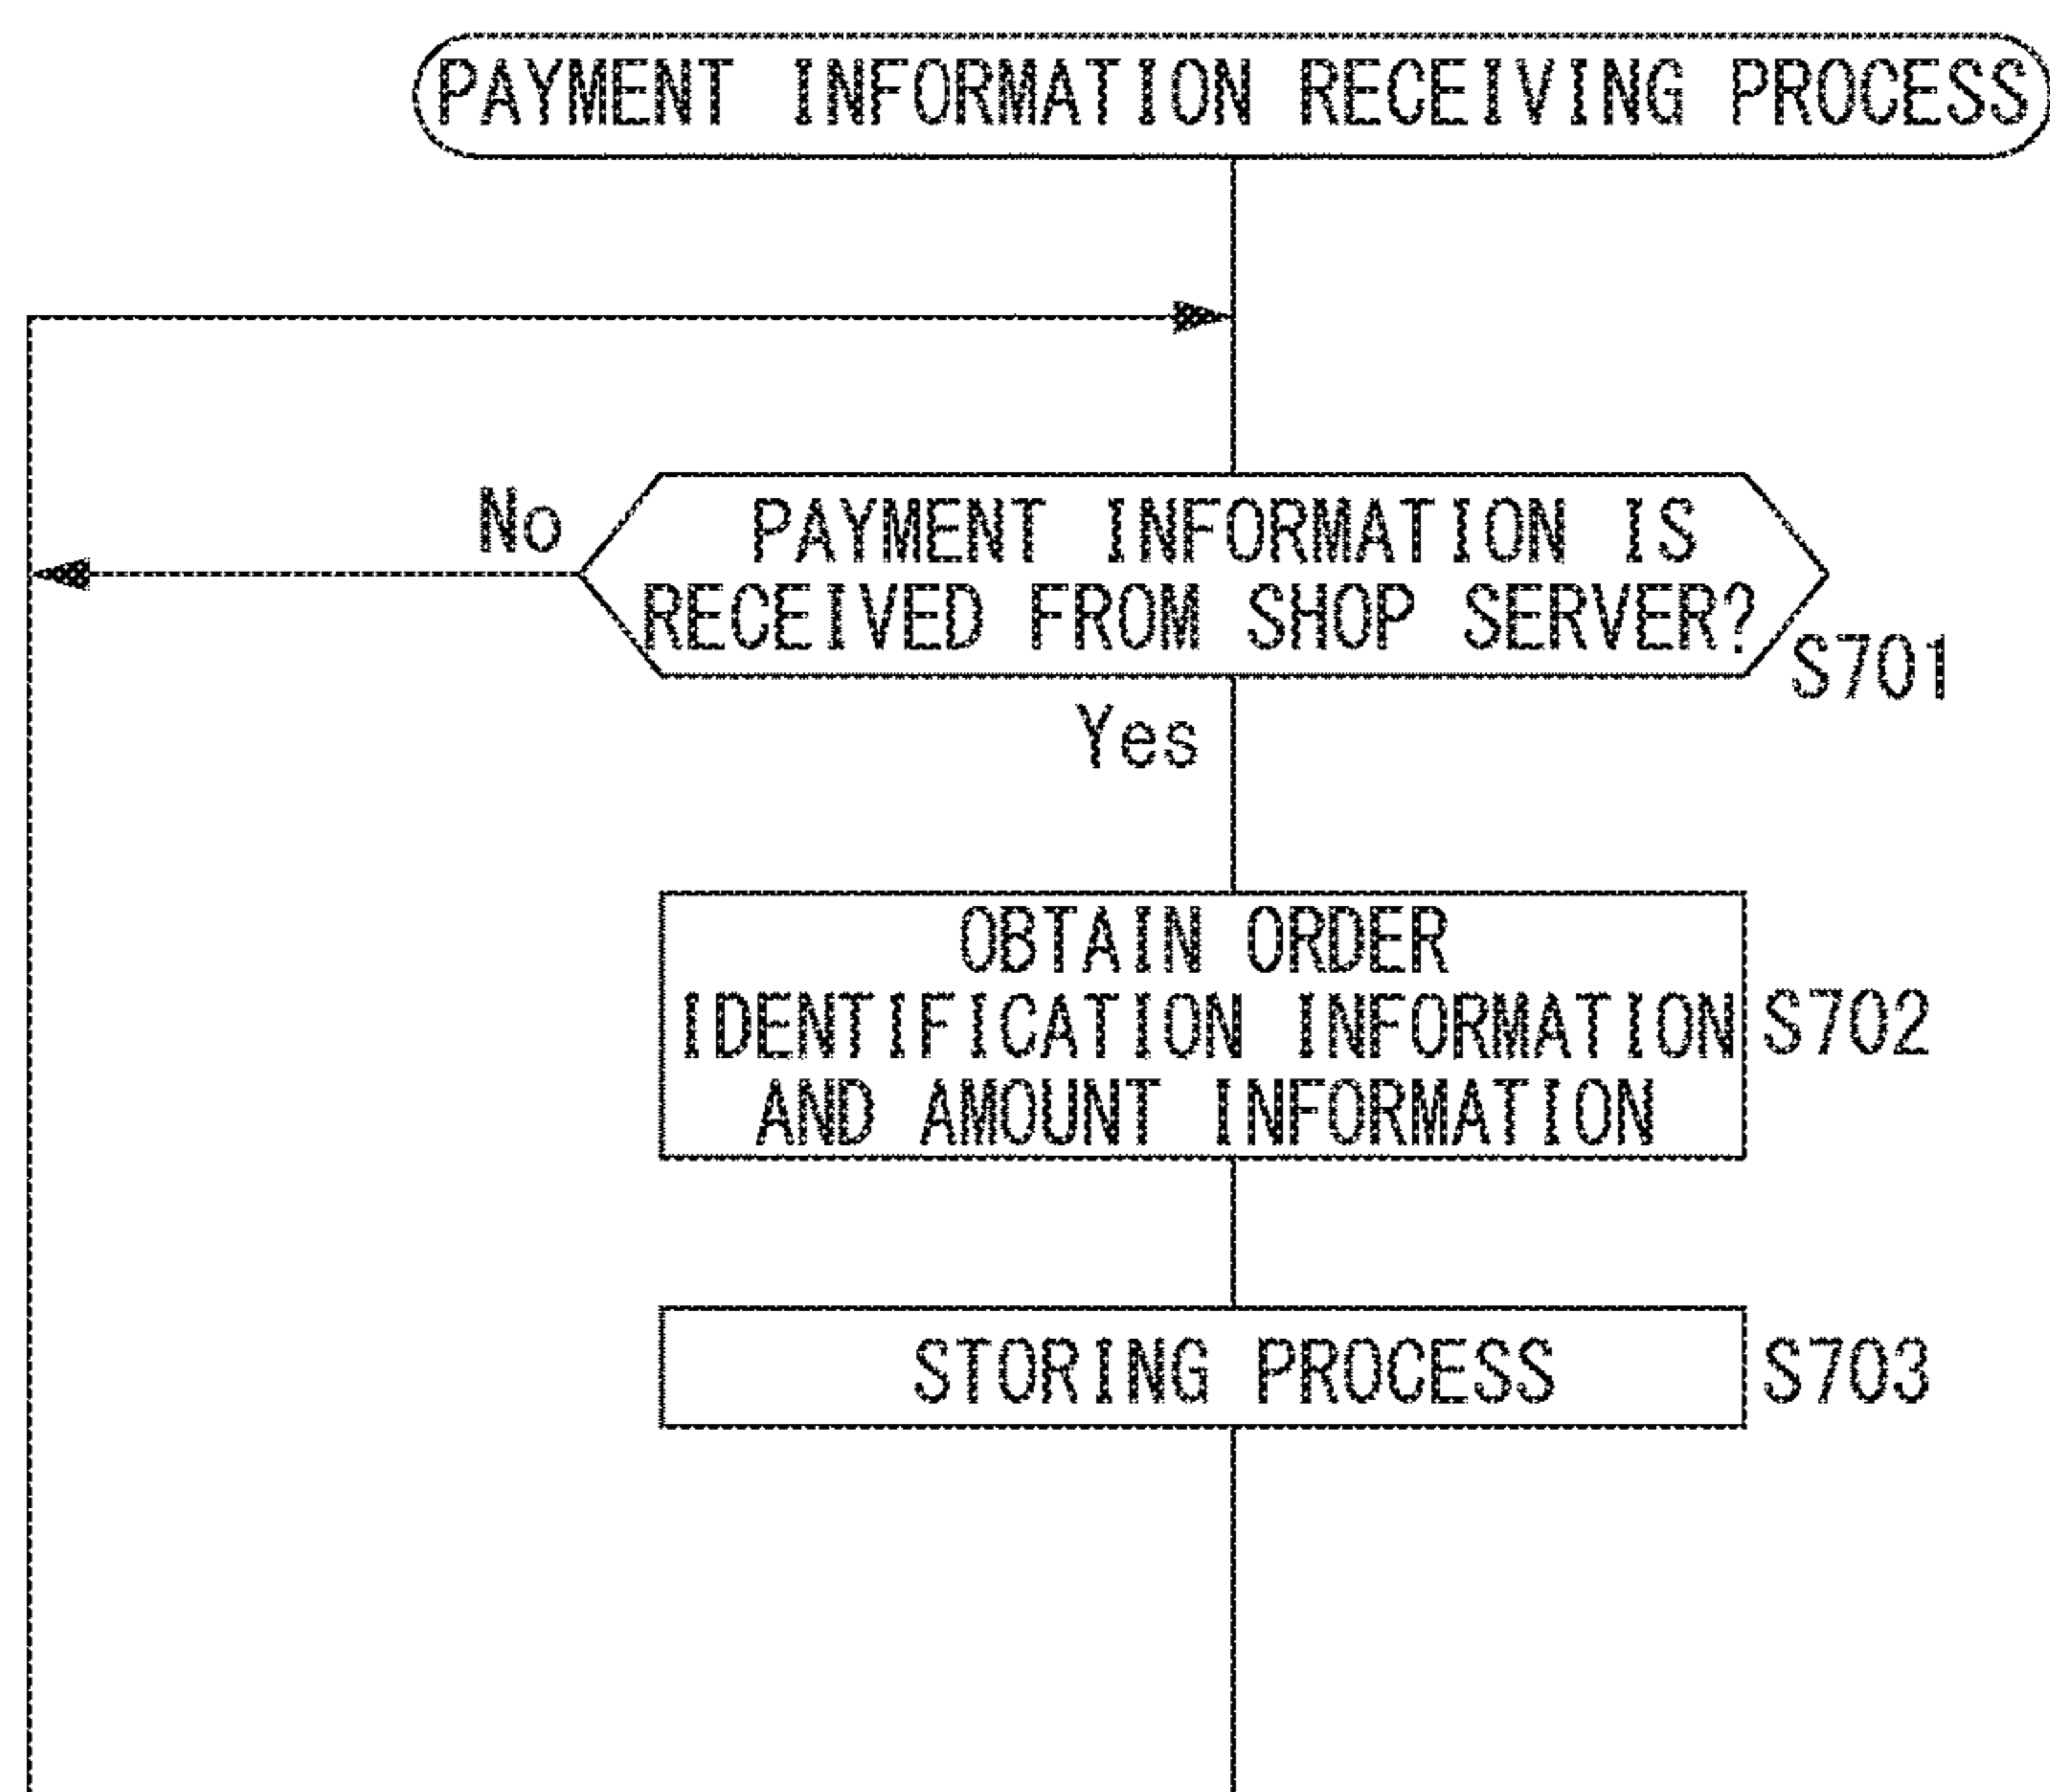 PAYMENT INFORMATION RECEIVING PROCESS
No
PAYMENT INFORMATION IS
RECEIVED FROM SHOP SERVER?
S701
Yes
OBTAIN ORDER
IDENTIFICATION INFORMATION
AND AMOUNT INFORMATION
S702
STORING PROCESS
S703